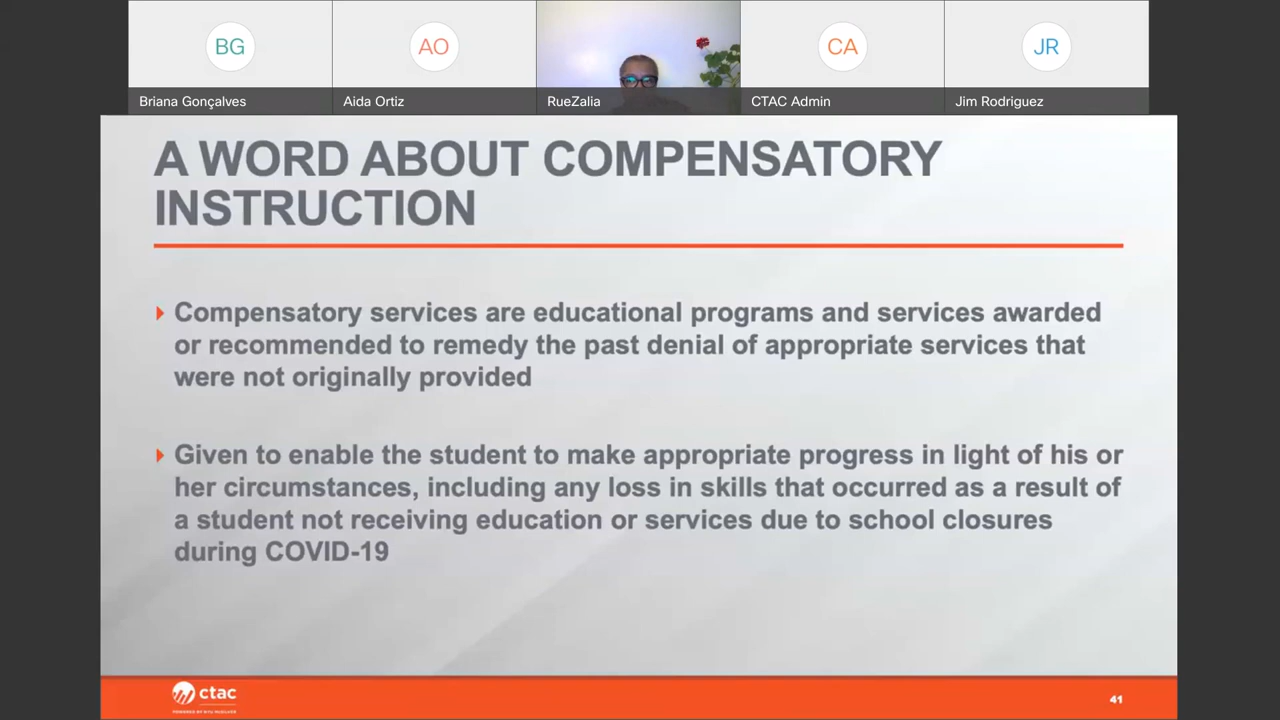 BG
AO
CA
JR
Briana Gonçalves
Aida Ortiz
RueZalia
CTAC Admin
Jim Rodriguez
A WORD ABOUT COMPENSATORY
INSTRUCTION
Compensatory services are educational programs and services awarded
or recommended to remedy the past denial of appropriate services that
were not originally provided
Given to enable the student to make appropriate progress in light of his or
her circumstances, including any loss in skills that occurred as a result of
a student not receiving education or services due to school closures
during COVID-19
ctac
41